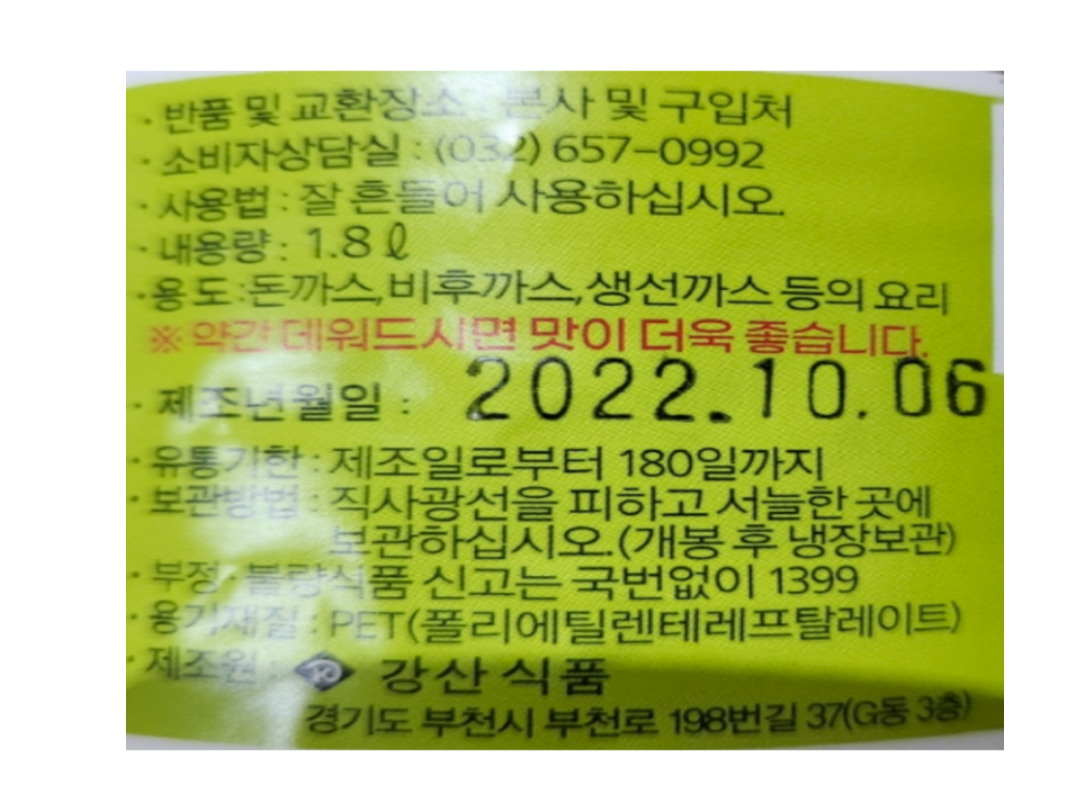 · 반품 및 교환장소 : 본사 및 구입처
· 소비자상담실 : (032) 657-0992
· 사용법 : 잘 흔들어 사용하십시오.
· 내용량 : 1.8 ℓ
· 용도 : 돈까스, 비후까스, 생선까스 등의 요리
※ 약간 데워드시면 맛이 더욱 좋습니다.
· 제조년월일 : 2022.10.06
· 유통기한 : 제조일로부터 180일까지
· 보관방법 : 직사광선을 피하고 서늘한 곳에
보관하십시오.(개봉 후 냉장보관)
· 부정·불량식품 신고는 국번없이 1399
· 용기재질 : PET(폴리에틸렌테레프탈레이트)
· 제조원 : 강산식품
경기도 부천시 부천로 198번길 37(G동 3층)